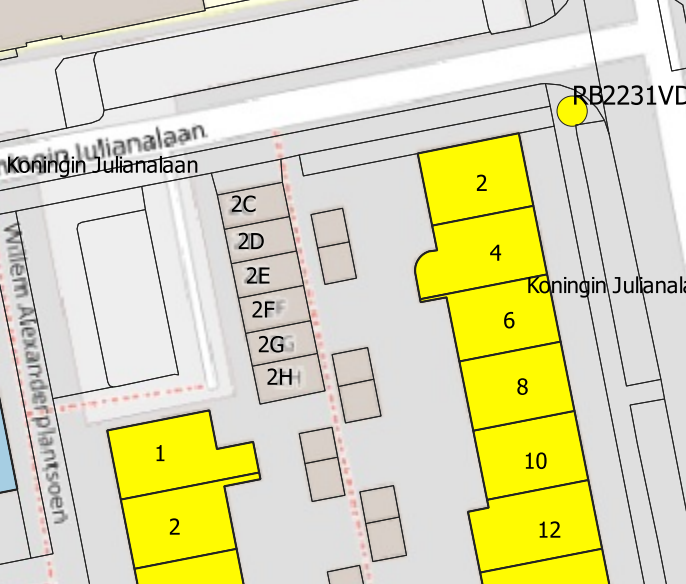 RB2231VD
Koningin Julianalaan
Koningin Julianalaan
2
2C
2D
4
2E
Koningin Juliana
2F
6
2G
2H
8
1
10
2
12
Willem Alexanderplantsoen